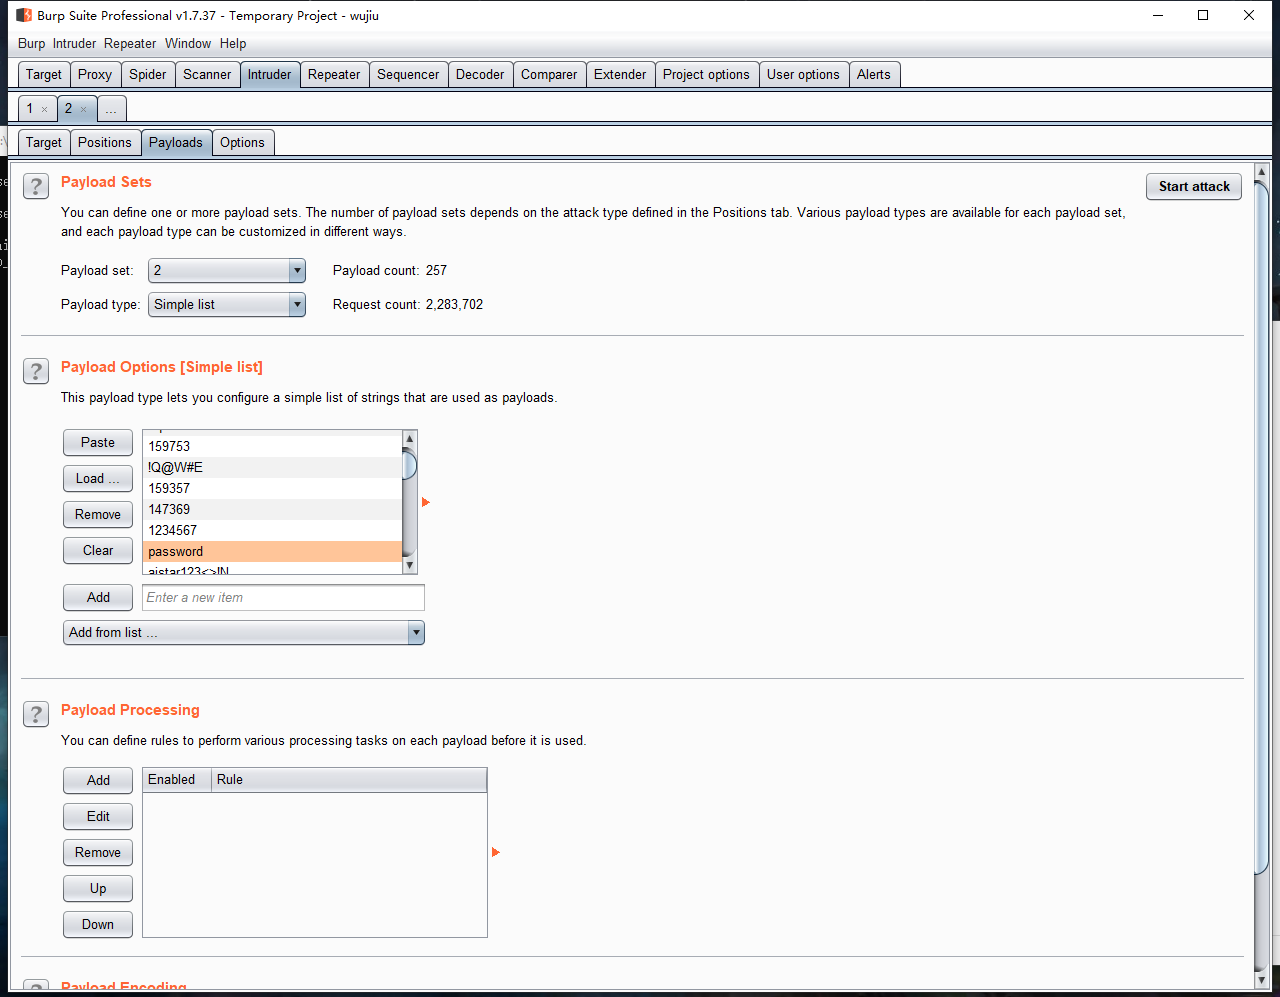 Burp Suite Professional v1.7.37 - Temporary Project - wujiu
Burp Intruder Repeater Window Help
Target Proxy Spider Scanner Intruder Repeater Sequencer Decoder Comparer Extender Project options User options Alerts
1 × 2 × ...
Target Positions Payloads Options
? Payload Sets Start attack
You can define one or more payload sets. The number of payload sets depends on the attack type defined in the Positions tab. Various payload types are available for each payload set,
and each payload type can be customized in different ways.
Payload set: 2 Payload count: 257
Payload type: Simple list Request count: 2,283,702
? Payload Options [Simple list]
This payload type lets you configure a simple list of strings that are used as payloads.
Paste
Load ...
Remove
Clear
159753
!Q@W#E
159357
147369
1234567
password
aistar123<>!N
Add Enter a new item
Add from list ...
? Payload Processing
You can define rules to perform various processing tasks on each payload before it is used.
Add
Edit
Remove
Up
Down
Enabled Rule
? Payload Encoding